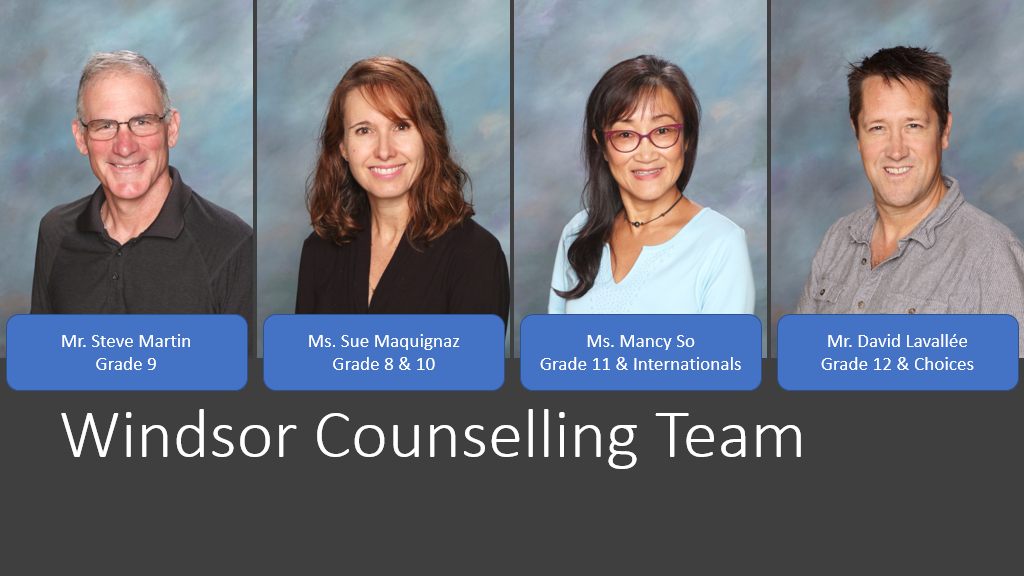 Mr. Steve Martin
Grade 9
Ms. Sue Maquignaz
Grade 8 & 10
Ms. Mancy So
Grade 11 & Internationals
Mr. David Lavallée
Grade 12 & Choices
Windsor Counselling Team